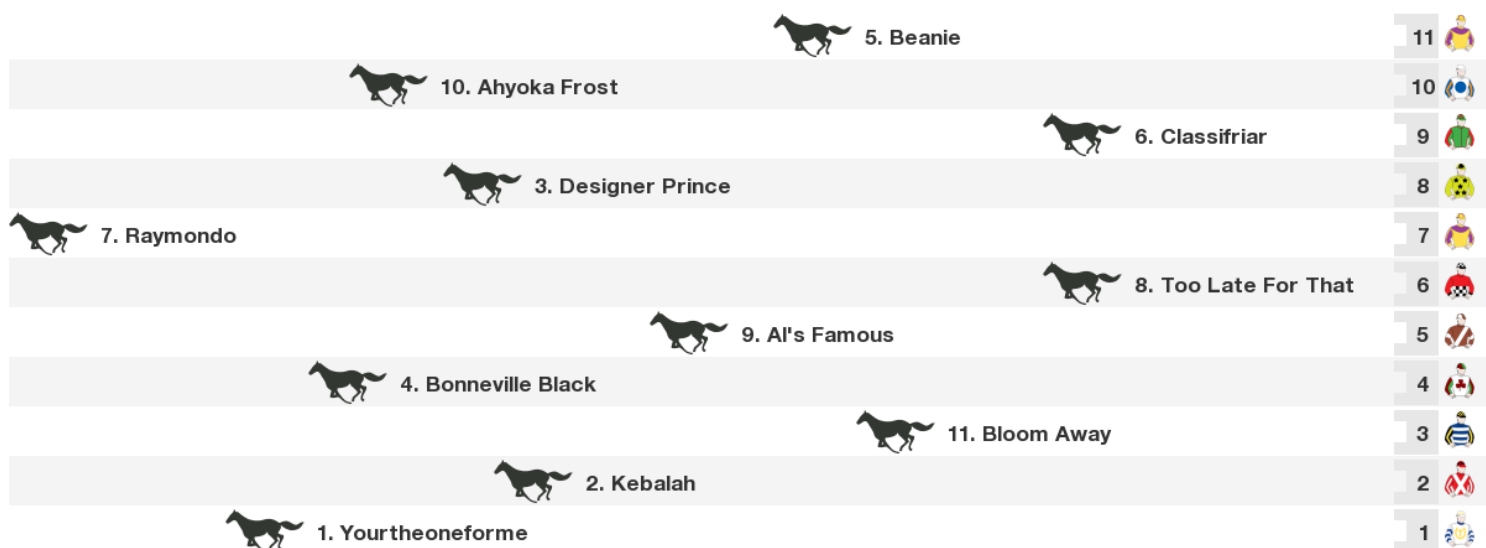 5. Beanie 11
10. Ahyoka Frost 10
6. Classifriar 9
3. Designer Prince 8
7. Raymondo 7
8. Too Late For That 6
9. Al's Famous 5
4. Bonneville Black 4
11. Bloom Away 3
2. Kebalah 2
1. Yourtheoneforme 1